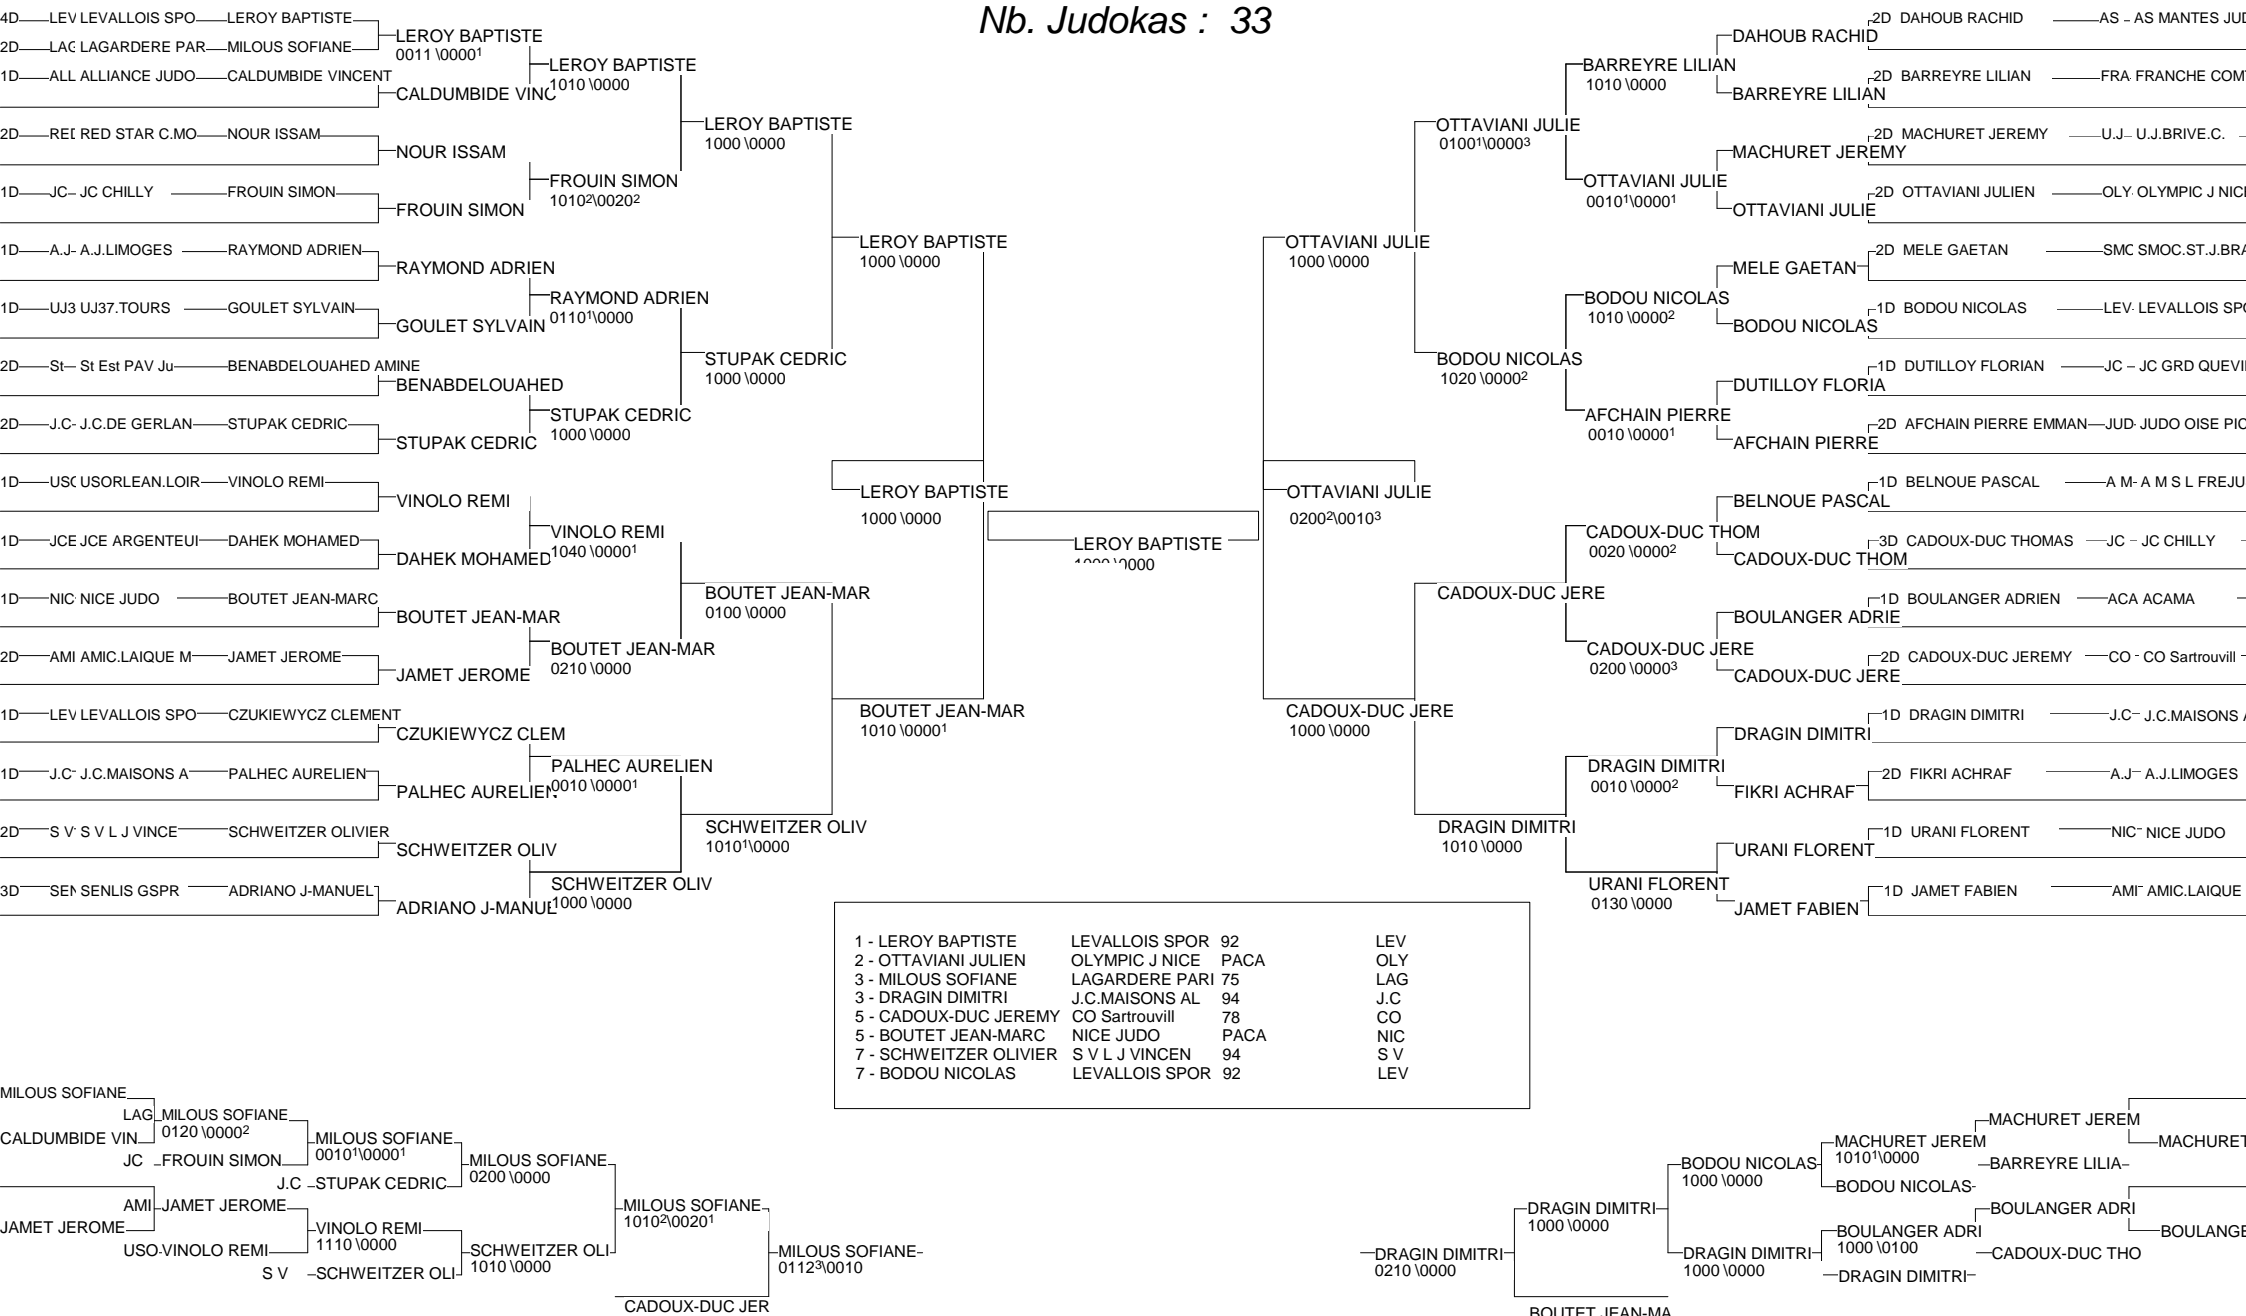 Nb. Judokas : 33
4D LEV LEVALLOIS SPO LEROY BAPTISTE
2D LAG LAGARDERE PAR MILOUS SOFIANE
1D ALL ALLIANCE JUDO CALDUMBIDE VINCENT
2D RED RED STAR C.MO NOUR ISSAM
1D JC JC CHILLY FROUIN SIMON
1D A.J A.J.LIMOGES RAYMOND ADRIEN
1D UJ3 UJ37.TOURS GOULET SYLVAIN
2D St St Est PAV Ju BENABDELOUAHED AMINE
2D J.C J.C.DE GERLAN STUPAK CEDRIC
1D USO USORLEAN.LOIR VINOLO REMI
1D JCE JCE ARGENTEUI DAHEK MOHAMED
1D NIC NICE JUDO BOUTET JEAN-MARC
2D AMI AMIC.LAIQUE M JAMET JEROME
1D LEV LEVALLOIS SPO CZUKIEWYCZ CLEMENT
1D J.C J.C.MAISONS A PALHEC AURELIEN
2D S V S V L J VINCE SCHWEITZER OLIVIER
3D SEN SENLIS GSPR ADRIANO J-MANUEL
LEROY BAPTISTE
0011 \0000¹
CALDUMBIDE VINC
NOUR ISSAM
FROUIN SIMON
RAYMOND ADRIEN
GOULET SYLVAIN
BENABDELOUAHED
STUPAK CEDRIC
VINOLO REMI
DAHEK MOHAMED
BOUTET JEAN-MAR
JAMET JEROME
CZUKIEWYCZ CLEM
PALHEC AURELIEN
SCHWEITZER OLIV
ADRIANO J-MANUE
LEROY BAPTISTE
1010 \0000
FROUIN SIMON
1010²\0020²
RAYMOND ADRIEN
0110¹\0000
STUPAK CEDRIC
1000 \0000
VINOLO REMI
1040 \0000¹
BOUTET JEAN-MAR
0210 \0000
PALHEC AURELIEN
0010 \0000¹
SCHWEITZER OLIV
1000 \0000
LEROY BAPTISTE
1000 \0000
STUPAK CEDRIC
1000 \0000
BOUTET JEAN-MAR
0100 \0000
SCHWEITZER OLIV
1010¹\0000
LEROY BAPTISTE
1000 \0000
BOUTET JEAN-MAR
1010 \0000¹
LEROY BAPTISTE
1000 \0000
LEROY BAPTISTE
1000 \0000
OTTAVIANI JULIE
0200²\0010³
OTTAVIANI JULIE
1000 \0000
CADOUX-DUC JERE
1000 \0000
OTTAVIANI JULIE
0100¹\0000³
BODOU NICOLAS
1020 \0000²
CADOUX-DUC JERE
DRAGIN DIMITRI
1010 \0000
BARREYRE LILIAN
1010 \0000
OTTAVIANI JULIE
0010¹\0000¹
BODOU NICOLAS
1010 \0000²
AFCHAIN PIERRE
0010 \0000¹
CADOUX-DUC THOM
0020 \0000²
CADOUX-DUC JERE
0200 \0000³
DRAGIN DIMITRI
0010 \0000²
URANI FLORENT
0130 \0000
DAHOUB RACHID
BARREYRE LILIAN
MACHURET JEREMY
OTTAVIANI JULIE
MELE GAETAN
BODOU NICOLAS
DUTILLOY FLORIA
AFCHAIN PIERRE
BELNOUE PASCAL
CADOUX-DUC THOM
BOULANGER ADRIE
CADOUX-DUC JERE
DRAGIN DIMITRI
FIKRI ACHRAF
URANI FLORENT
JAMET FABIEN
2D DAHOUB RACHID AS AS MANTES JUD
2D BARREYRE LILIAN FRA FRANCHE COMT
2D MACHURET JEREMY U.J U.J.BRIVE.C.
2D OTTAVIANI JULIEN OLY OLYMPIC J NICE
2D MELE GAETAN SMO SMOC.ST.J.BRA
1D BODOU NICOLAS LEV LEVALLOIS SPO
1D DUTILLOY FLORIAN JC JC GRD QUEVI
2D AFCHAIN PIERRE EMMAN JUD JUDO OISE PIC
1D BELNOUE PASCAL A M A M S L FREJU
3D CADOUX-DUC THOMAS JC JC CHILLY
1D BOULANGER ADRIEN ACA ACAMA
2D CADOUX-DUC JEREMY CO CO Sartrouvill
1D DRAGIN DIMITRI J.C J.C.MAISONS A
2D FIKRI ACHRAF A.J A.J.LIMOGES
1D URANI FLORENT NIC NICE JUDO
1D JAMET FABIEN AMI AMIC.LAIQUE
1 - LEROY BAPTISTE LEVALLOIS SPOR 92 LEV
2 - OTTAVIANI JULIEN OLYMPIC J NICE PACA OLY
3 - MILOUS SOFIANE LAGARDERE PARI 75 LAG
3 - DRAGIN DIMITRI J.C.MAISONS AL 94 J.C
5 - CADOUX-DUC JEREMY CO Sartrouvill 78 CO
5 - BOUTET JEAN-MARC NICE JUDO PACA NIC
7 - SCHWEITZER OLIVIER S V L J VINCEN 94 S V
7 - BODOU NICOLAS LEVALLOIS SPOR 92 LEV
MILOUS SOFIANE
CALDUMBIDE VIN
JAMET JEROME
LAG MILOUS SOFIANE
0120 \0000²
JC FROUIN SIMON
AMI JAMET JEROME
USO VINOLO REMI
MILOUS SOFIANE
0010¹\0000¹
J.C STUPAK CEDRIC
VINOLO REMI
1110 \0000
S V SCHWEITZER OLI
MILOUS SOFIANE
0200 \0000
SCHWEITZER OLI
1010 \0000
MILOUS SOFIANE
1010²\0020¹
CADOUX-DUC JER
MILOUS SOFIANE
0112³\0010
DRAGIN DIMITRI
0210 \0000
DRAGIN DIMITRI
1000 \0000
BOUTET JEAN-MA
BODOU NICOLAS
1000 \0000
DRAGIN DIMITRI
1000 \0000
MACHURET JEREM
1010¹\0000
BODOU NICOLAS
BOULANGER ADRI
1000 \0100
DRAGIN DIMITRI
MACHURET JEREM
BARREYRE LILIA
BOULANGER ADRI
CADOUX-DUC THO
MACHURET
BOULANGE